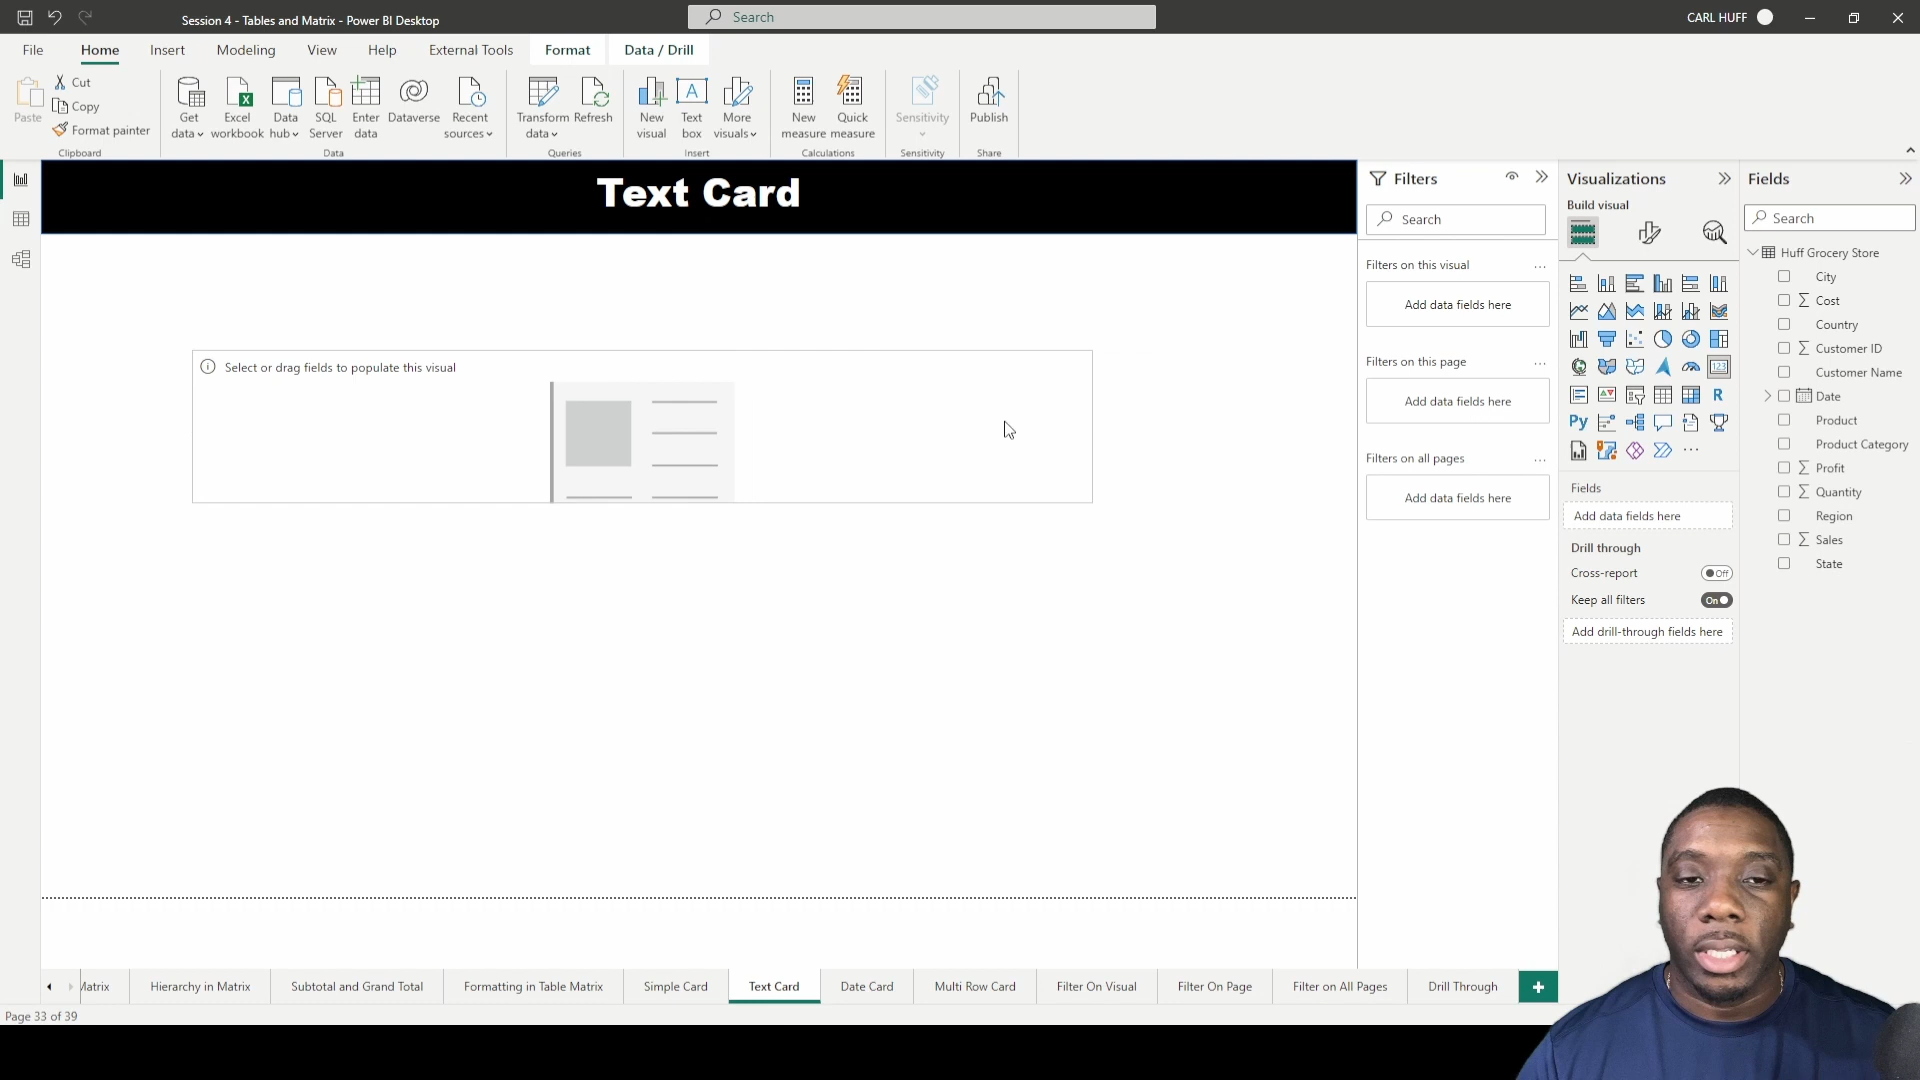 Session 4 - Tables and Matrix - Power BI Desktop
Search
CARL HUFF
File Home Insert Modeling View Help External Tools Format Data / Drill
Paste
Cut
Copy
Format painter
Clipboard
Get data
Excel workbook
Data hub
SQL Server
Enter data
Dataverse
Recent sources
Data
Transform data
Refresh
Queries
New visual
Text box
More visuals
Insert
New measure
Quick measure
Calculations
Sensitivity
Sensitivity
Publish
Share
Text Card
Select or drag fields to populate this visual
Filters
Search
Filters on this visual
Add data fields here
Filters on this page
Add data fields here
Filters on all pages
Add data fields here
Visualizations
Build visual
123
R
Py
Fields
Add data fields here
Drill through
Cross-report Off
Keep all filters On
Add drill-through fields here
Fields
Search
Huff Grocery Store
City
Cost
Country
Customer ID
Customer Name
Date
Product
Product Category
Profit
Quantity
Region
Sales
State
Matrix Hierarchy in Matrix Subtotal and Grand Total Formatting in Table Matrix Simple Card Text Card Date Card Multi Row Card Filter On Visual Filter On Page Filter on All Pages Drill Through
Page 33 of 39